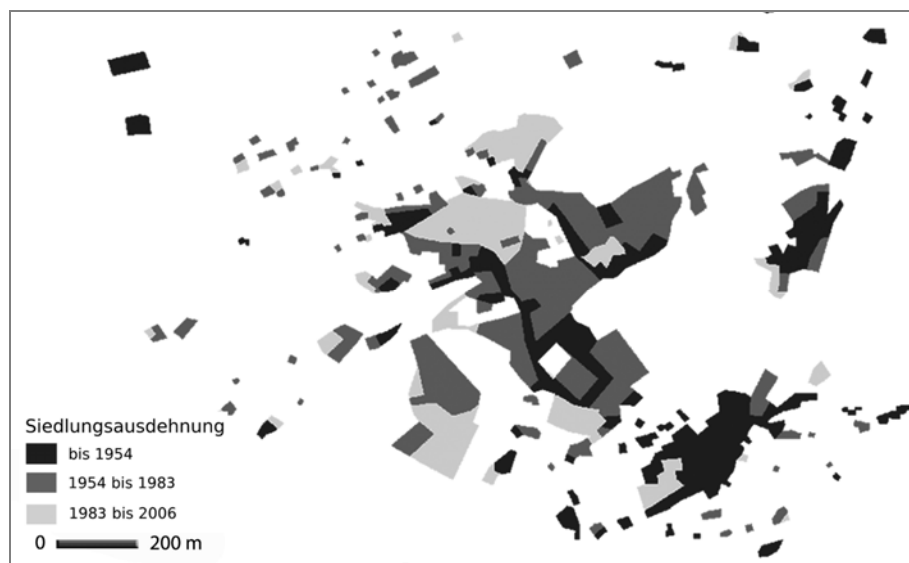 Siedlungsausdehnung
bis 1954
1954 bis 1983
1983 bis 2006
0 200 m